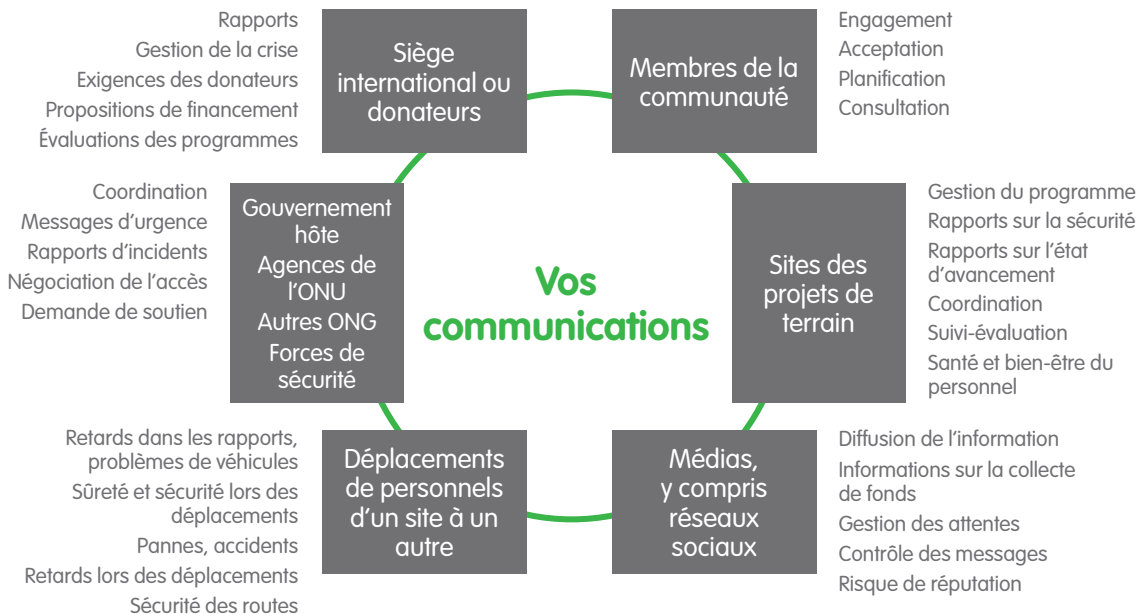 Rapports
Gestion de la crise
Exigences des donateurs
Propositions de financement
Évaluations des programmes
Siège
international ou
donateurs
Membres de la
communauté
Engagement
Acceptation
Planification
Consultation
Coordination
Messages d'urgence
Rapports d'incidents
Négociation de l'accès
Demande de soutien
Gouvernement
hôte
Agences de
l'ONU
Autres ONG
Forces de
sécurité
Vos
communications
Sites des
projets de
terrain
Gestion du programme
Rapports sur la sécurité
Rapports sur l'état
d'avancement
Coordination
Suivi-évaluation
Santé et bien-être du
personnel
Retards dans les rapports,
problèmes de véhicules
Sûreté et sécurité lors des
déplacements
Pannes, accidents
Retards lors des déplacements
Sécurité des routes
Déplacements
de personnels
d'un site à un
autre
Médias,
y compris
réseaux
sociaux
Diffusion de l'information
Informations sur la collecte
de fonds
Gestion des attentes
Contrôle des messages
Risque de réputation